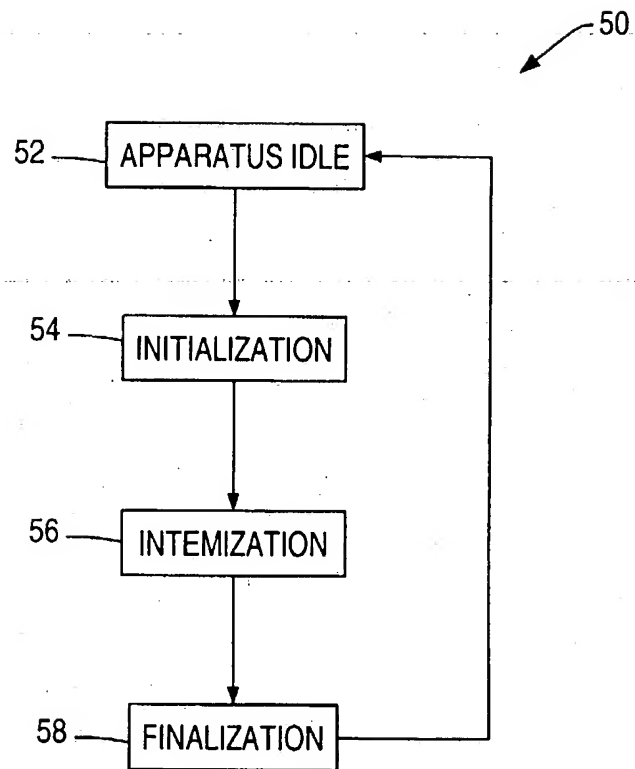 50
52 APPARATUS IDLE
54 INITIALIZATION
56 INTEMIZATION
58 FINALIZATION